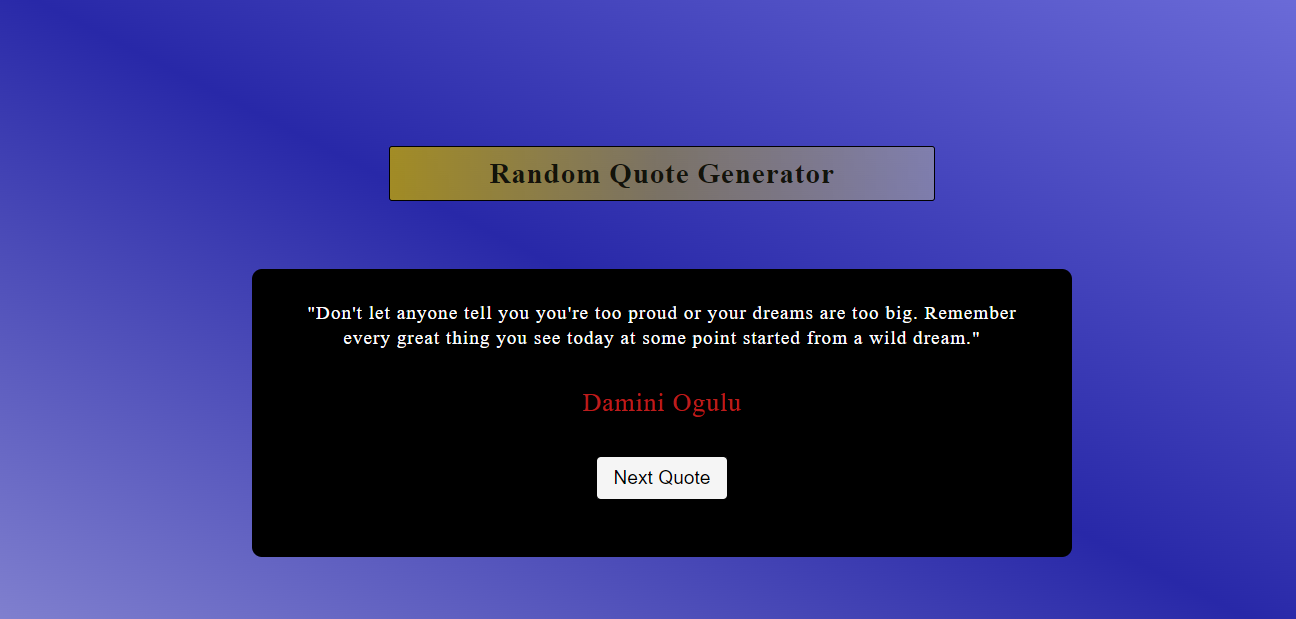 Random Quote Generator
"Don't let anyone tell you you're too proud or your dreams are too big. Remember
every great thing you see today at some point started from a wild dream."
Damini Ogulu
Next Quote